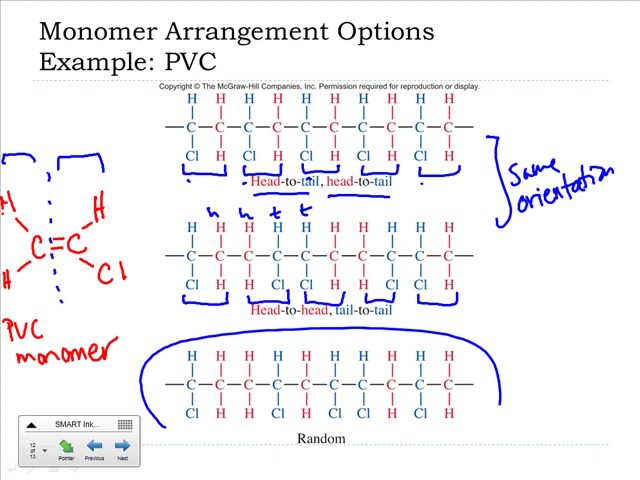 Monomer Arrangement Options
Example: PVC
Copyright © The McGraw-Hill Companies, Inc. Permission required for reproduction or display.
H H H H H H H H H H
C C C C C C C C C C
Cl H Cl H Cl H Cl H Cl H
Head-to-tail, head-to-tail
same
orientation
h h t t
H H H H H H H H H H
C C C C C C C C C C
Cl H H Cl Cl H H Cl Cl H
Head-to-head, tail-to-tail
H H
C = C
H Cl
PVC
monomer
H H H H H H H H H H
C C C C C C C C C C
Cl H H Cl H Cl Cl H Cl H
Random
SMART Ink...
12
of
13
Pointer Previous Next